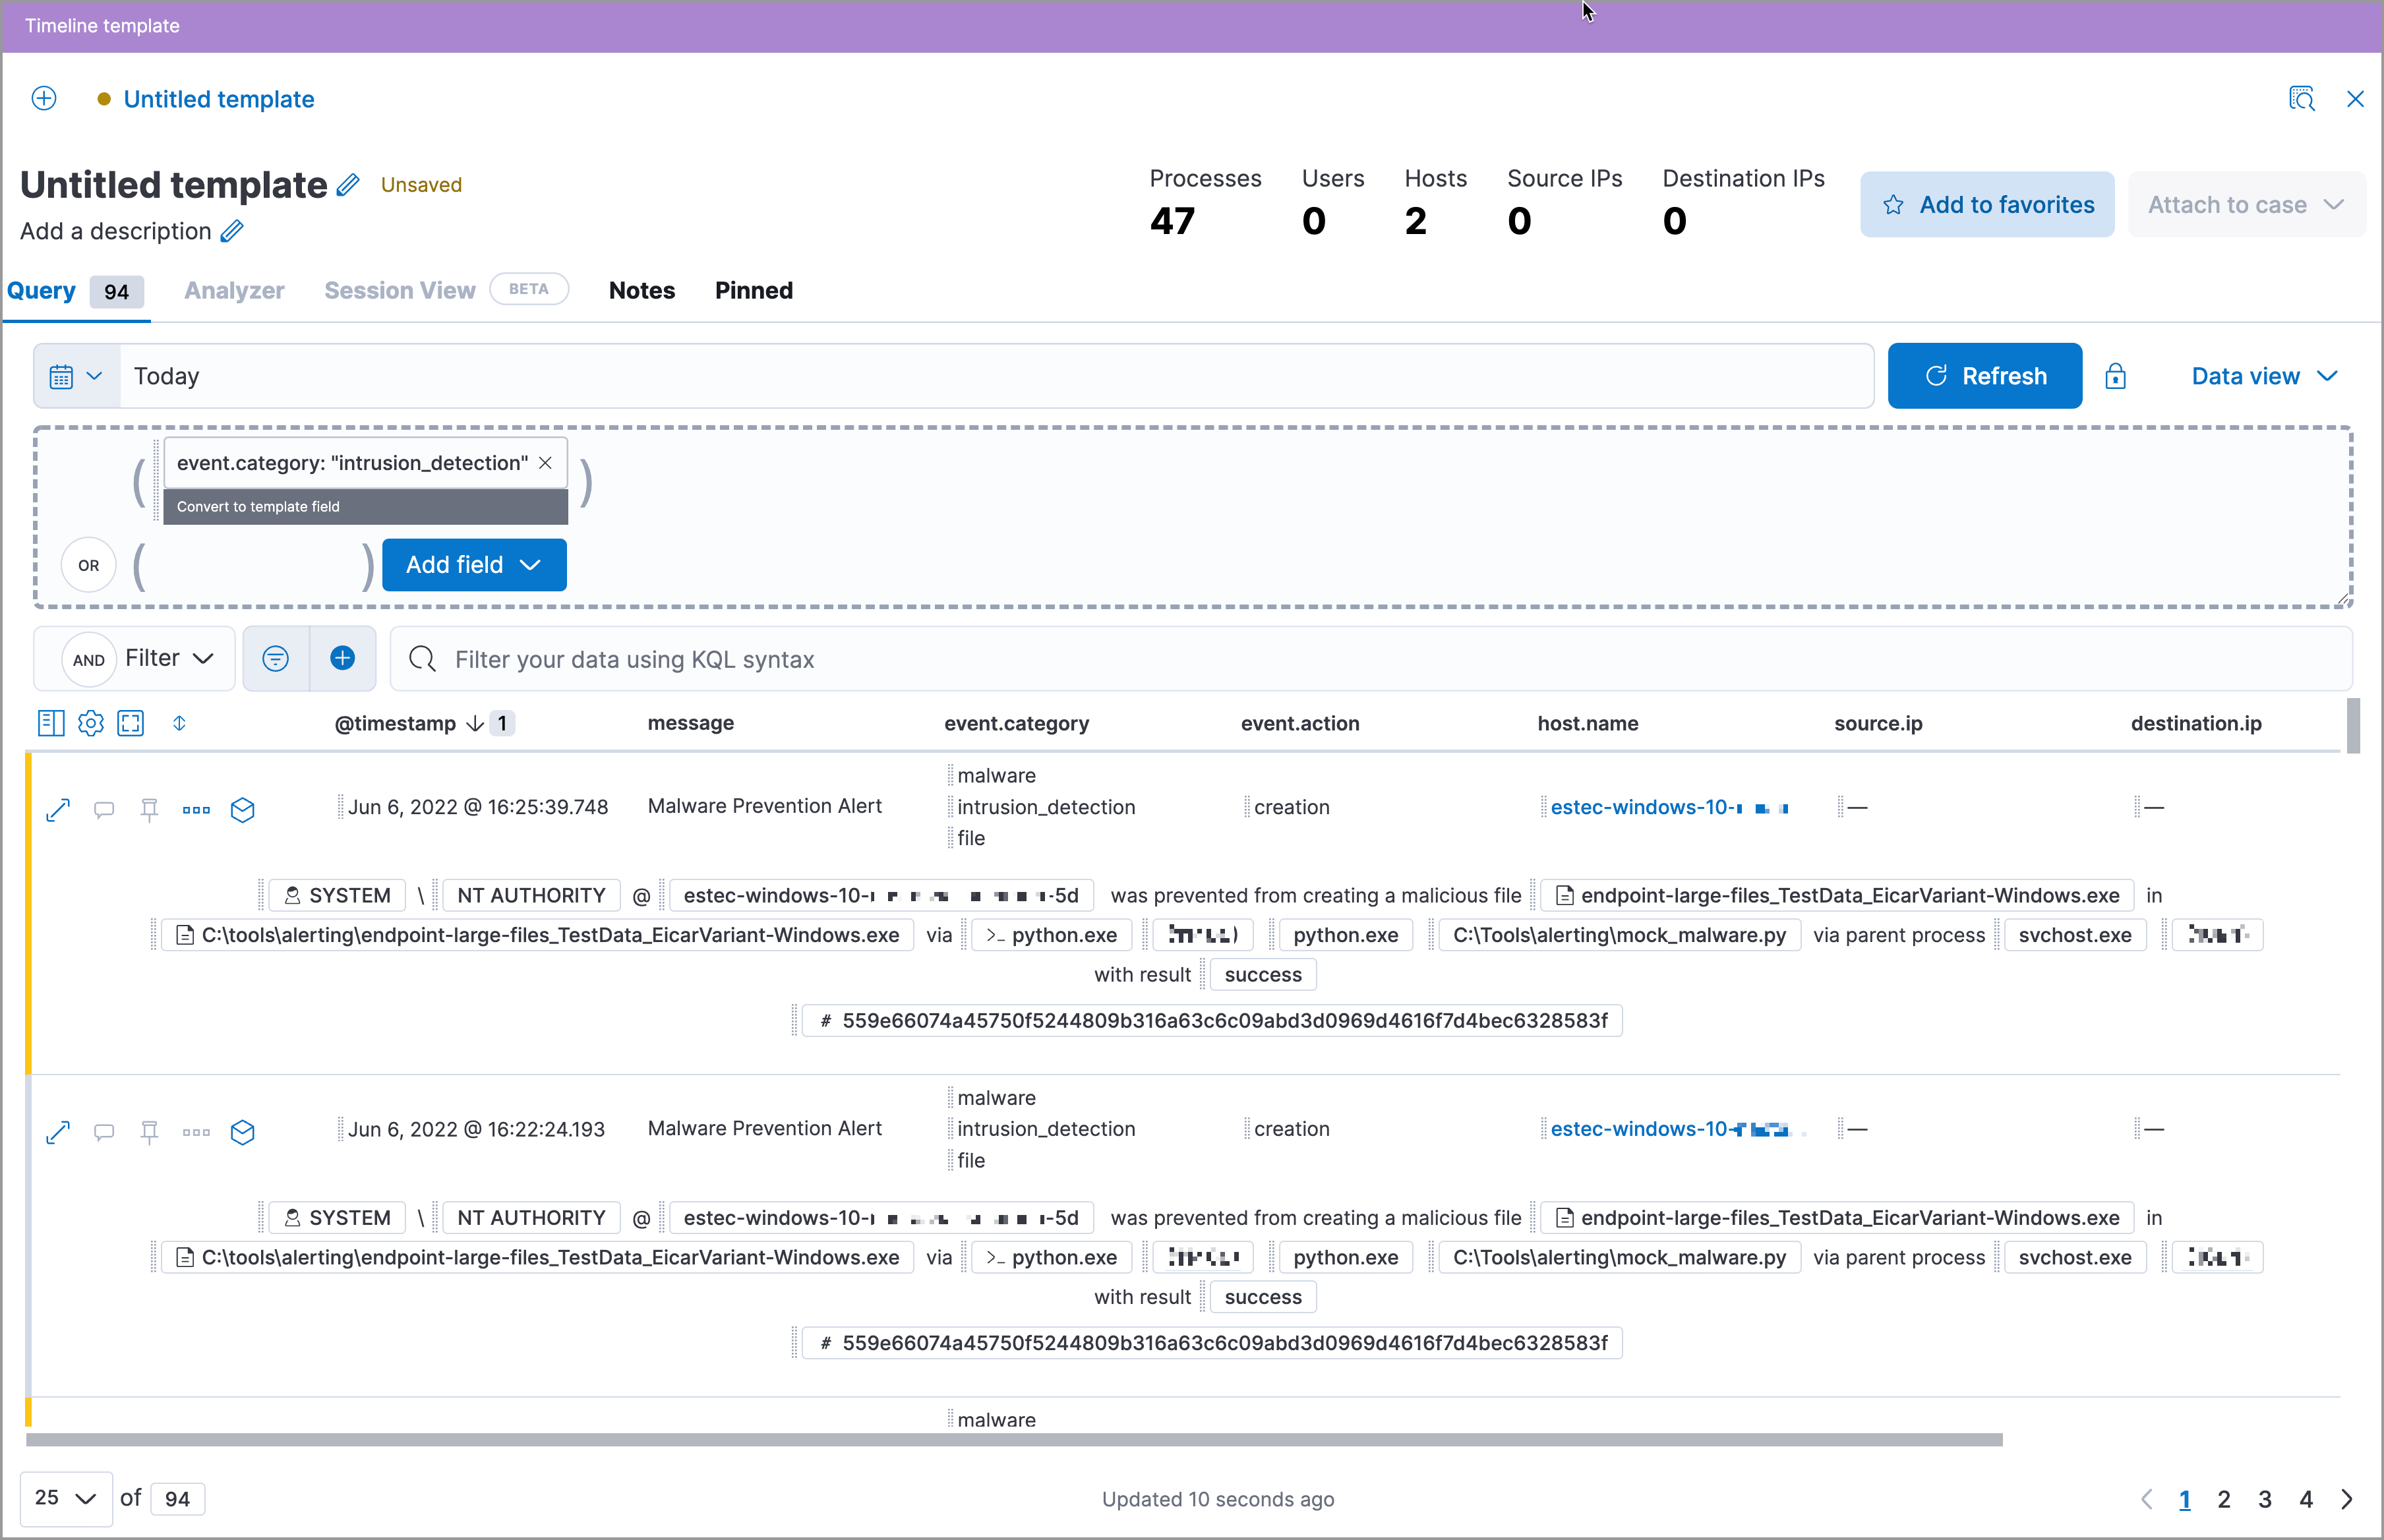 Timeline template
Untitled template
Untitled template Unsaved
Add a description
Processes Users Hosts Source IPs Destination IPs
47 0 2 0 0
Add to favorites
Attach to case
Query 94 Analyzer Session View BETA Notes Pinned
Today Refresh Data view
( event.category: "intrusion_detection" )
Convert to template field
OR ( ) Add field
AND Filter Filter your data using KQL syntax
@timestamp 1 message event.category event.action host.name source.ip destination.ip
malware
Jun 6, 2022 @ 16:25:39.748 Malware Prevention Alert intrusion_detection creation estec-windows-10- — —
file
SYSTEM \ NT AUTHORITY @ estec-windows-10- -5d was prevented from creating a malicious file endpoint-large-files_TestData_EicarVariant-Windows.exe in
C:\tools\alerting\endpoint-large-files_TestData_EicarVariant-Windows.exe via >_ python.exe python.exe C:\Tools\alerting\mock_malware.py via parent process svchost.exe
with result success
# 559e66074a45750f5244809b316a63c6c09abd3d0969d4616f7d4bec6328583f
malware
Jun 6, 2022 @ 16:22:24.193 Malware Prevention Alert intrusion_detection creation estec-windows-10- — —
file
SYSTEM \ NT AUTHORITY @ estec-windows-10- -5d was prevented from creating a malicious file endpoint-large-files_TestData_EicarVariant-Windows.exe in
C:\tools\alerting\endpoint-large-files_TestData_EicarVariant-Windows.exe via >_ python.exe python.exe C:\Tools\alerting\mock_malware.py via parent process svchost.exe
with result success
# 559e66074a45750f5244809b316a63c6c09abd3d0969d4616f7d4bec6328583f
malware
25 of 94 Updated 10 seconds ago 1 2 3 4